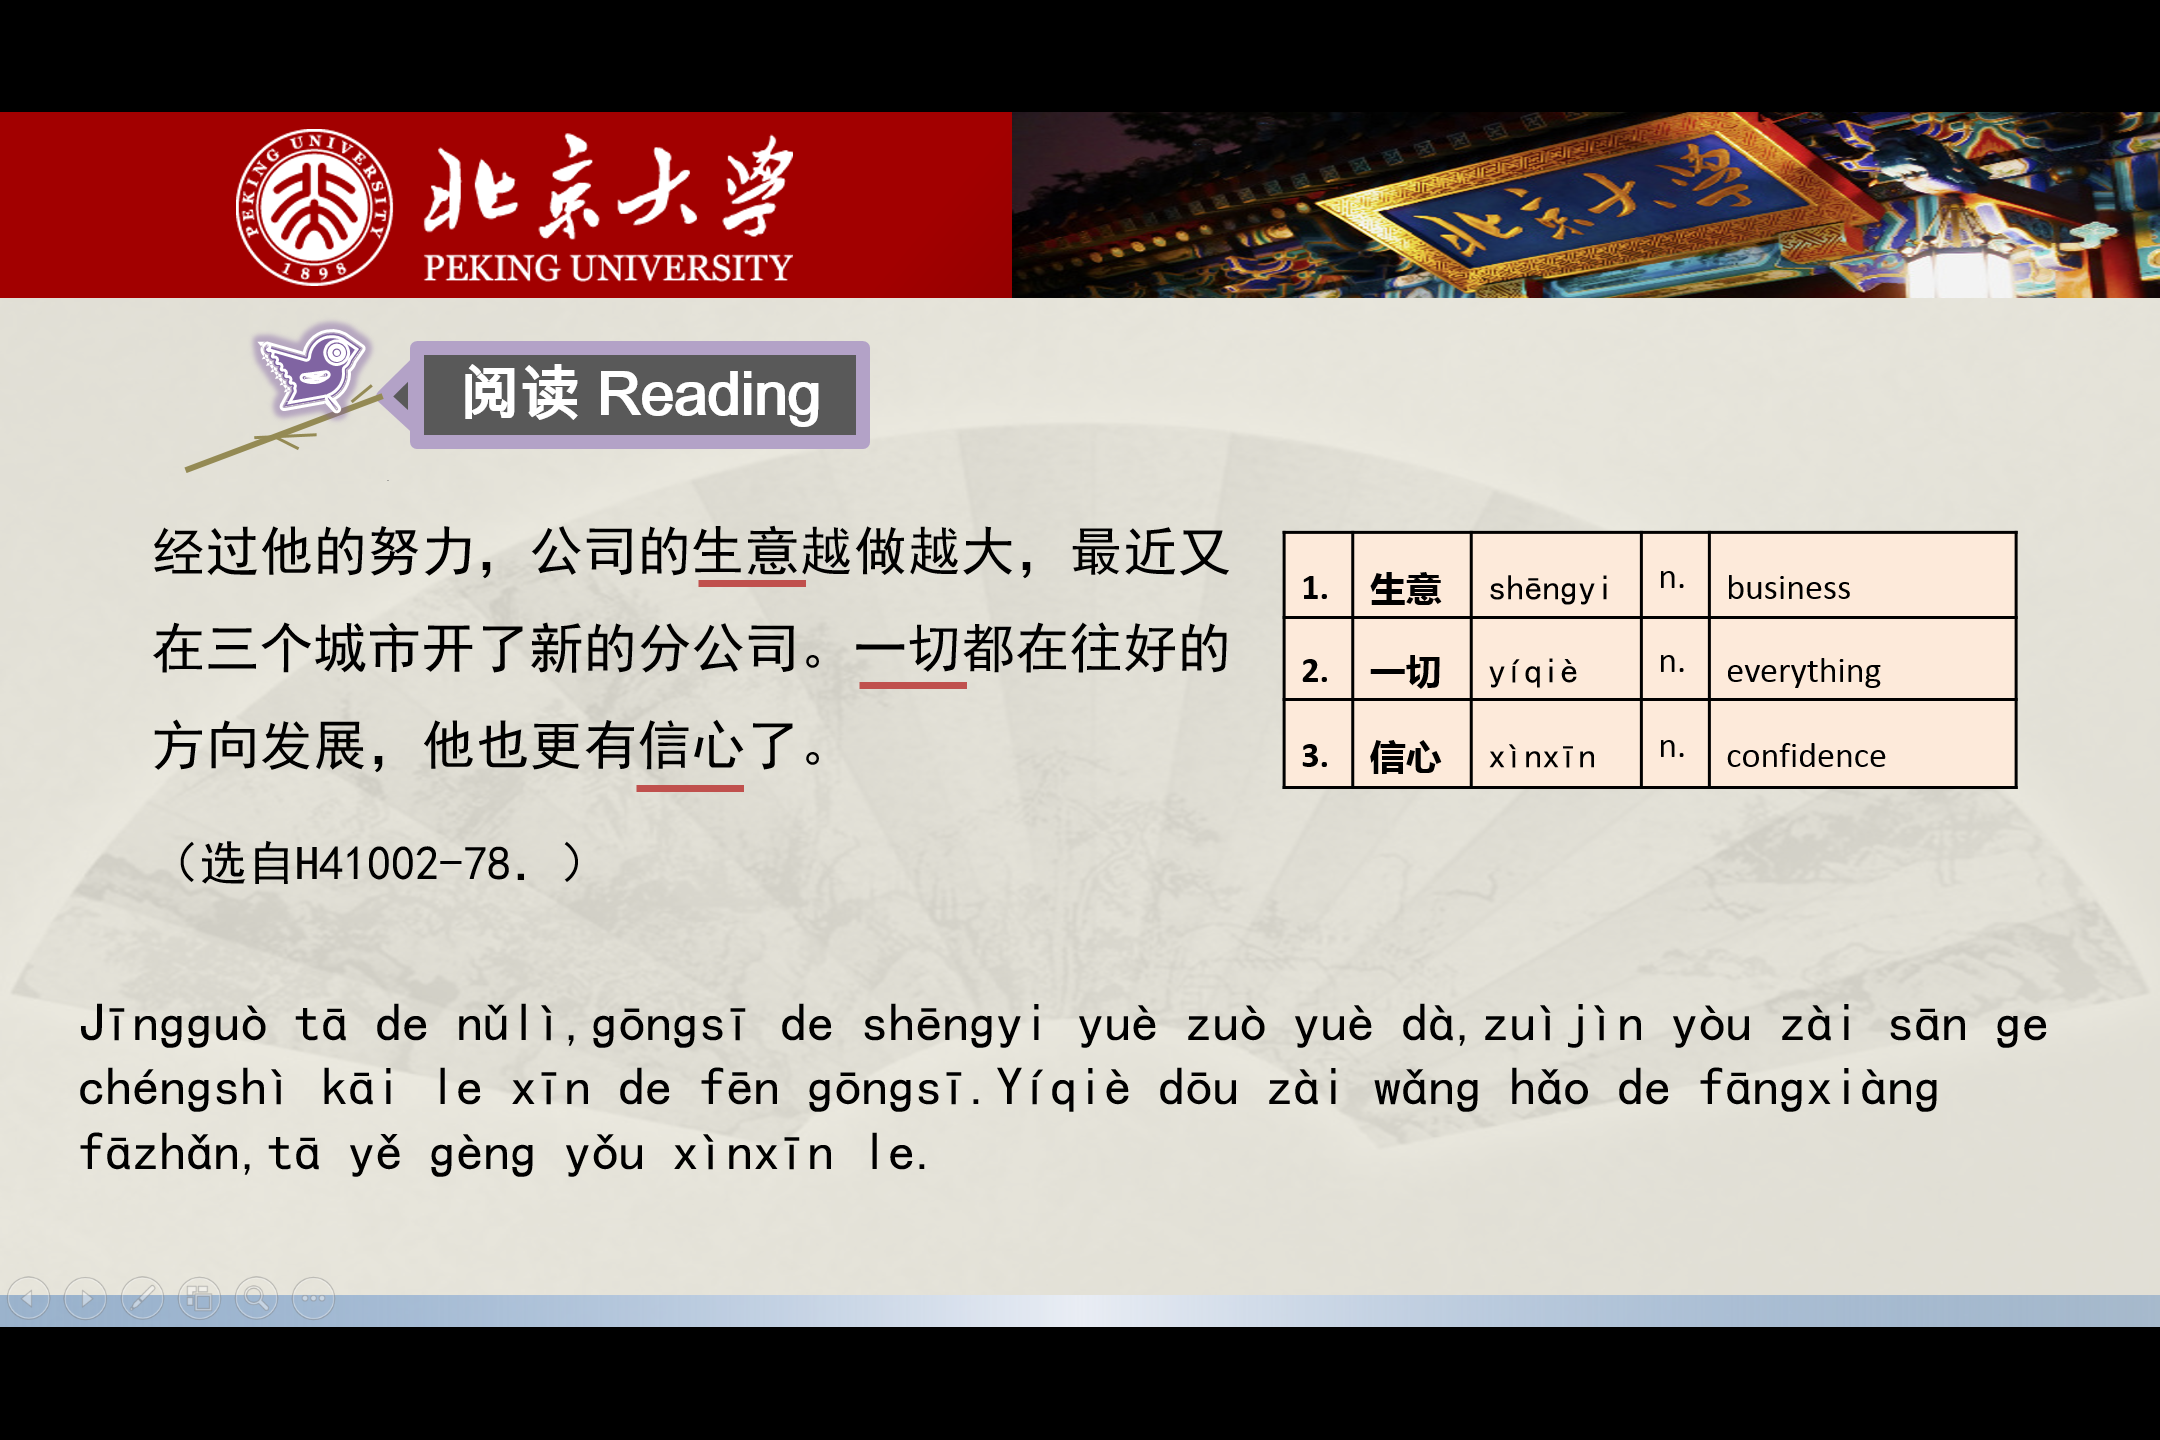 PEKING UNIVERSITY
1898
北京大学
PEKING UNIVERSITY
北京大学
阅读 Reading
经过他的努力，公司的生意越做越大，最近又
在三个城市开了新的分公司。一切都在往好的
方向发展，他也更有信心了。
（选自H41002-78．）
1. 生意 shēngyi n. business
2. 一切 yíqiè n. everything
3. 信心 xìnxīn n. confidence
Jīngguò tā de nǔlì,gōngsī de shēngyi yuè zuò yuè dà,zuìjìn yòu zài sān ge
chéngshì kāi le xīn de fēn gōngsī.Yíqiè dōu zài wǎng hǎo de fāngxiàng
fāzhǎn,tā yě gèng yǒu xìnxīn le.